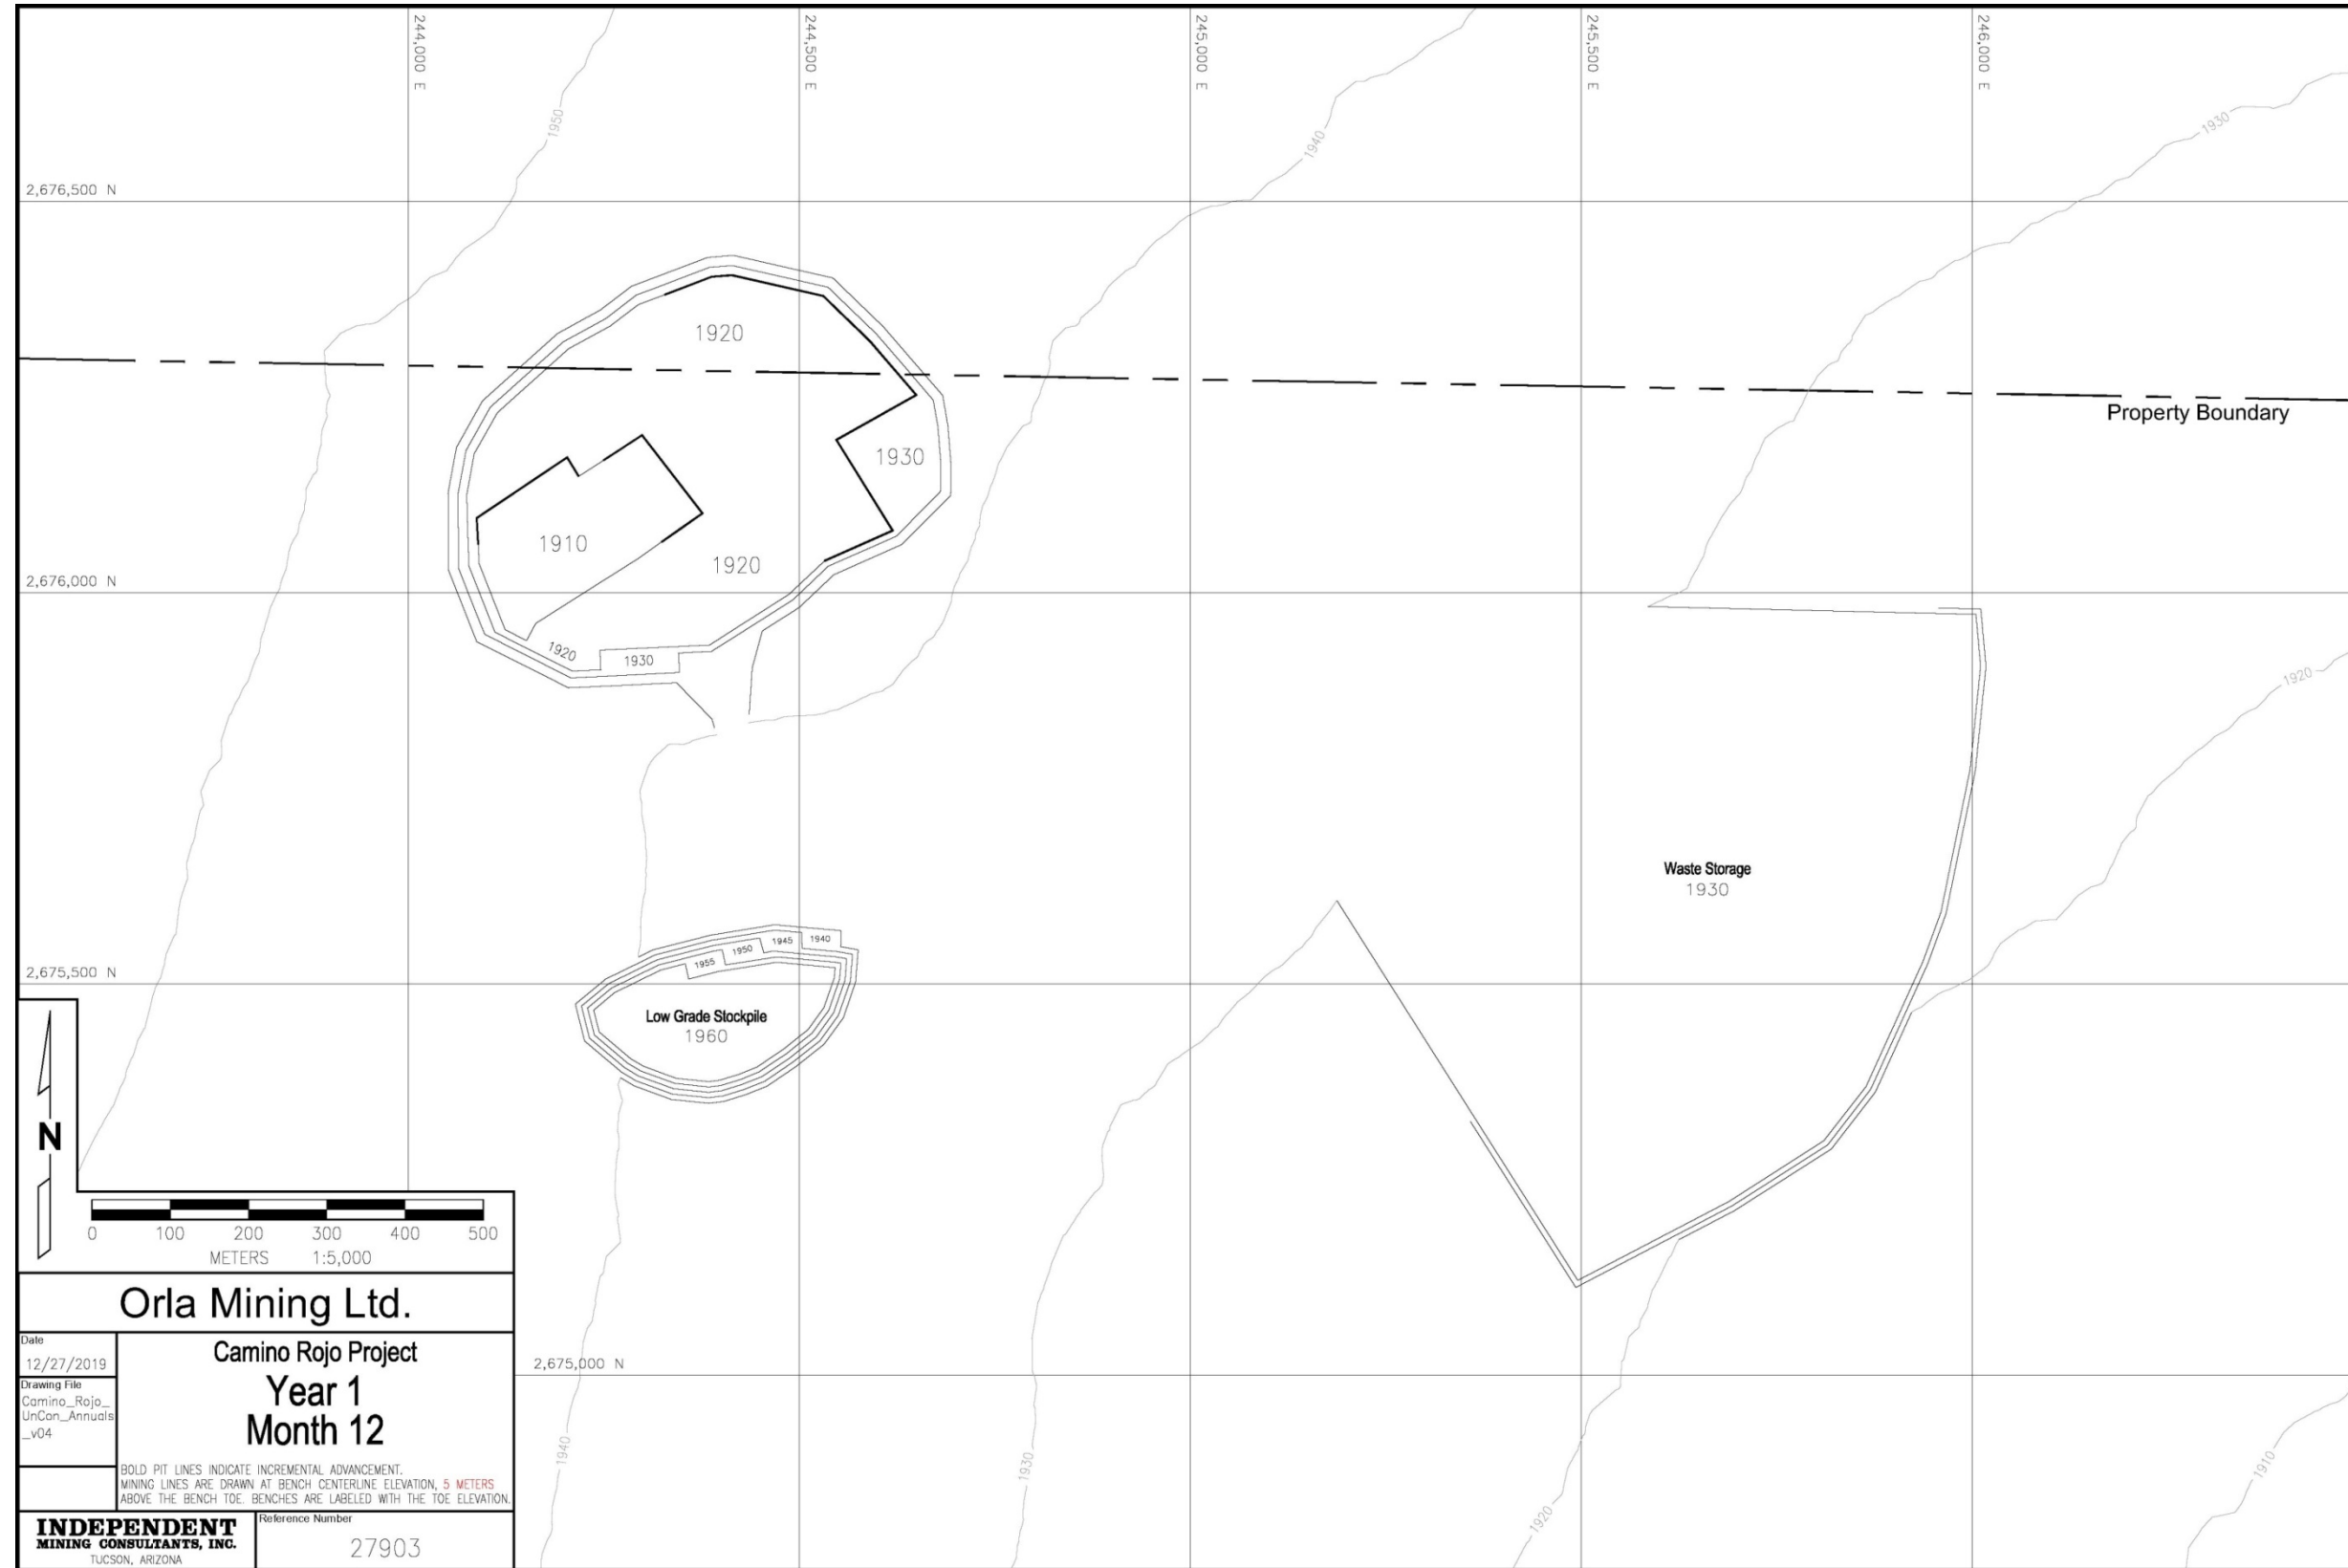 244,000 E
244,500 E
245,000 E
245,500 E
246,000 E
1950
1940
1930
2,676,500 N
1920
Property Boundary
1930
1910
1920
2,676,000 N
1920
1930
1920
Waste Storage
1930
1955
1950
1945
1940
2,675,500 N
Low Grade Stockpile
1960
N
0 100 200 300 400 500
METERS 1:5,000
Orla Mining Ltd.
Date
12/27/2019
Drawing File
Camino_Rojo_
UnCon_Annuals
_v04
Camino Rojo Project
Year 1
Month 12
BOLD PIT LINES INDICATE INCREMENTAL ADVANCEMENT.
MINING LINES ARE DRAWN AT BENCH CENTERLINE ELEVATION, 5 METERS
ABOVE THE BENCH TOE. BENCHES ARE LABELED WITH THE TOE ELEVATION.
INDEPENDENT
MINING CONSULTANTS, INC.
TUCSON, ARIZONA
Reference Number
27903
2,675,000 N
1940
1930
1920
1910